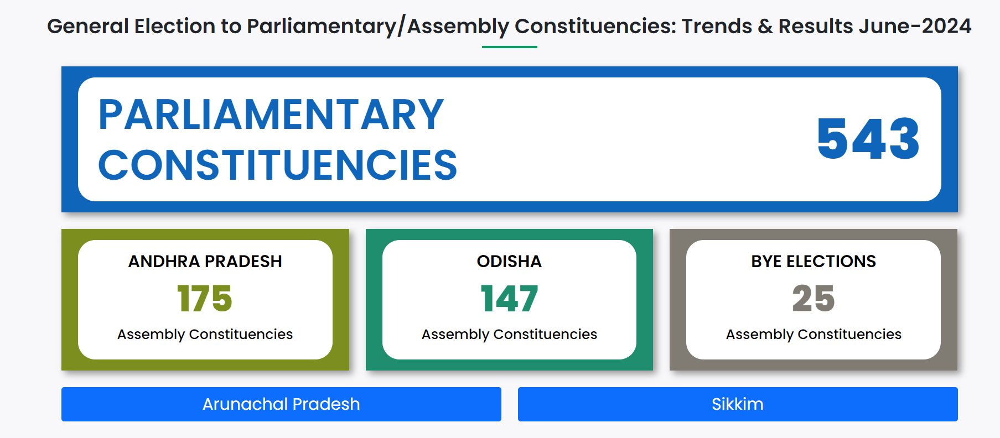 General Election to Parliamentary/Assembly Constituencies: Trends & Results June-2024
PARLIAMENTARY
CONSTITUENCIES
543
ANDHRA PRADESH
175
Assembly Constituencies
ODISHA
147
Assembly Constituencies
BYE ELECTIONS
25
Assembly Constituencies
Arunachal Pradesh
Sikkim